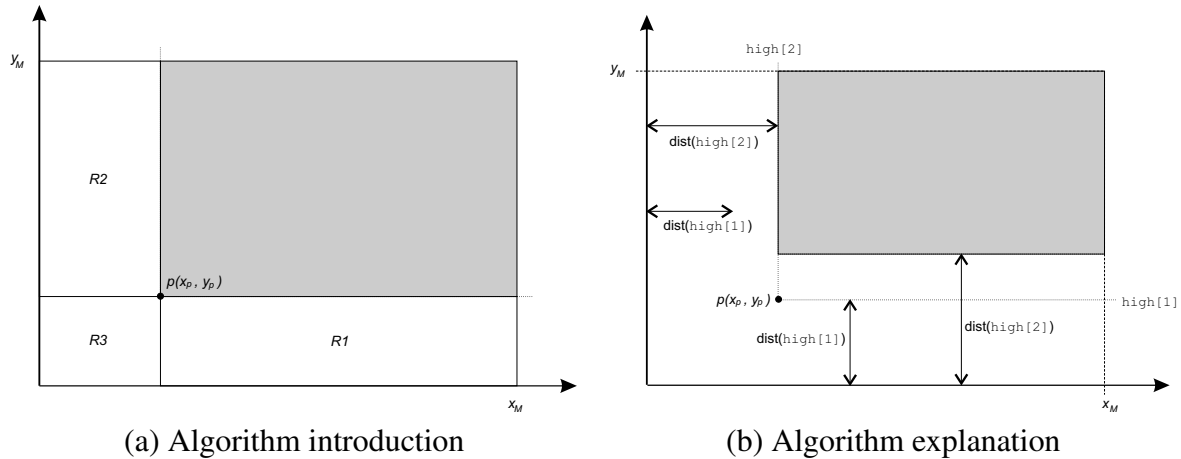 y_M
R2
p(x_p, y_p)
R3
R1
x_M
(a) Algorithm introduction
high[2]
y_M
dist(high[2])
dist(high[1])
p(x_p, y_p)
high[1]
dist(high[1])
dist(high[2])
x_M
(b) Algorithm explanation